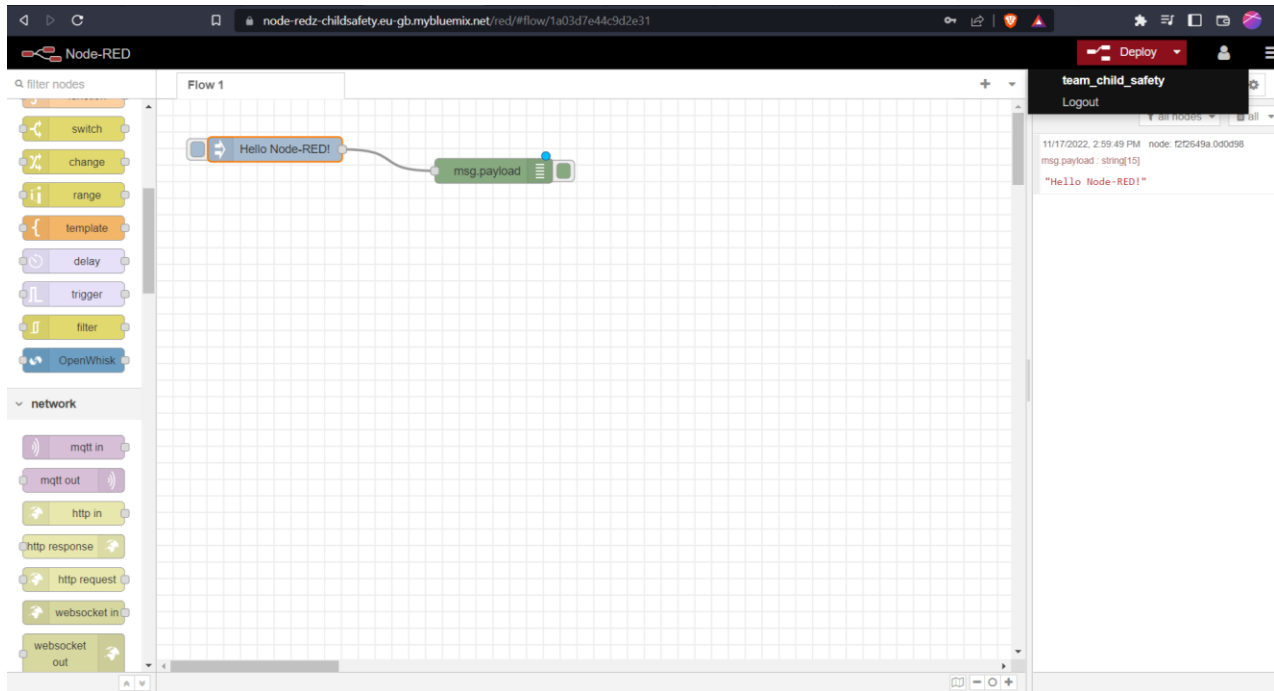 node-redz-childsafety.eu-gb.mybluemix.net/red/#flow/1a03d7e44c9d2e31
Node-RED
Deploy
filter nodes
Flow 1
team_child_safety
Logout
all nodes
all
switch
change
range
template
delay
trigger
filter
OpenWhisk
network
mqtt in
mqtt out
http in
http response
http request
websocket in
websocket
out
Hello Node-RED!
msg.payload
11/17/2022, 2:59:49 PM node: f2f2649a.0d0d98
msg.payload : string[15]
"Hello Node-RED!"